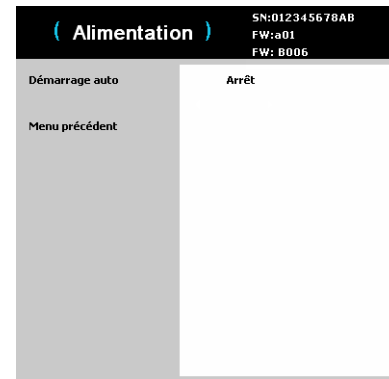 ( Alimentation )
SN:012345678AB
FW:a01
FW: B006
Démarrage auto
Arrêt
Menu précédent